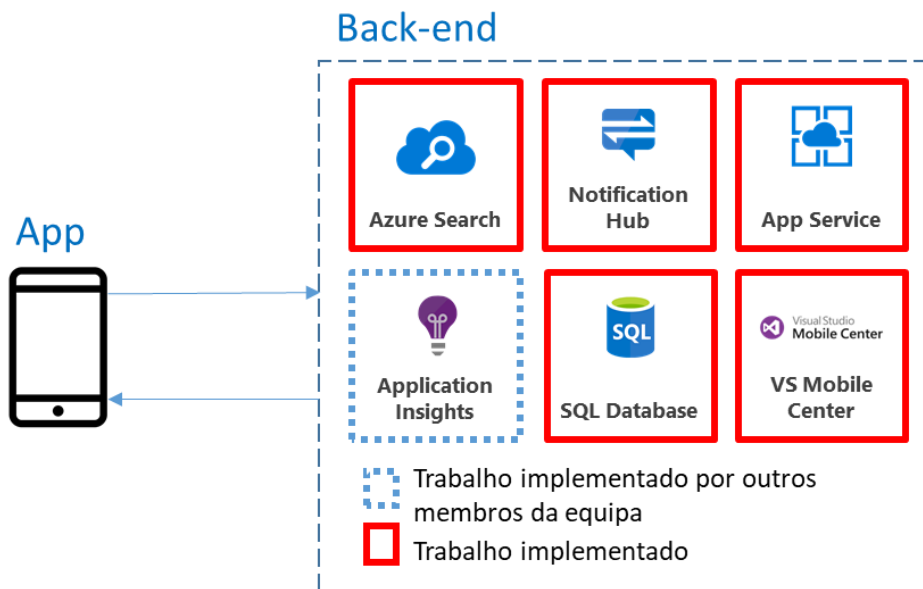 Back-end
App
Azure Search
Notification
Hub
App Service
Application
Insights
SQL
SQL Database
Visual Studio
Mobile Center
VS Mobile
Center
Trabalho implementado por outros
membros da equipa
Trabalho implementado